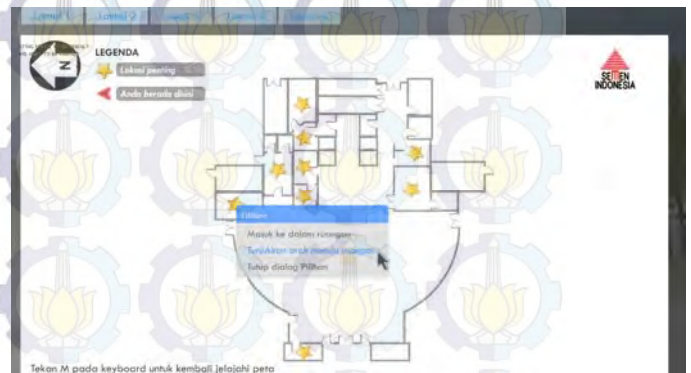 Lantai 1 Lantai 2
LEGENDA
N
Lokasi penting
Anda berada disini
SEMEN
INDONESIA
Pilihan
Masuk ke dalam ruangan
Tunjukkan arah menuju ruangan
Tutup dialog Pilihan
Tekan M pada keyboard untuk kembali jelajahi peta